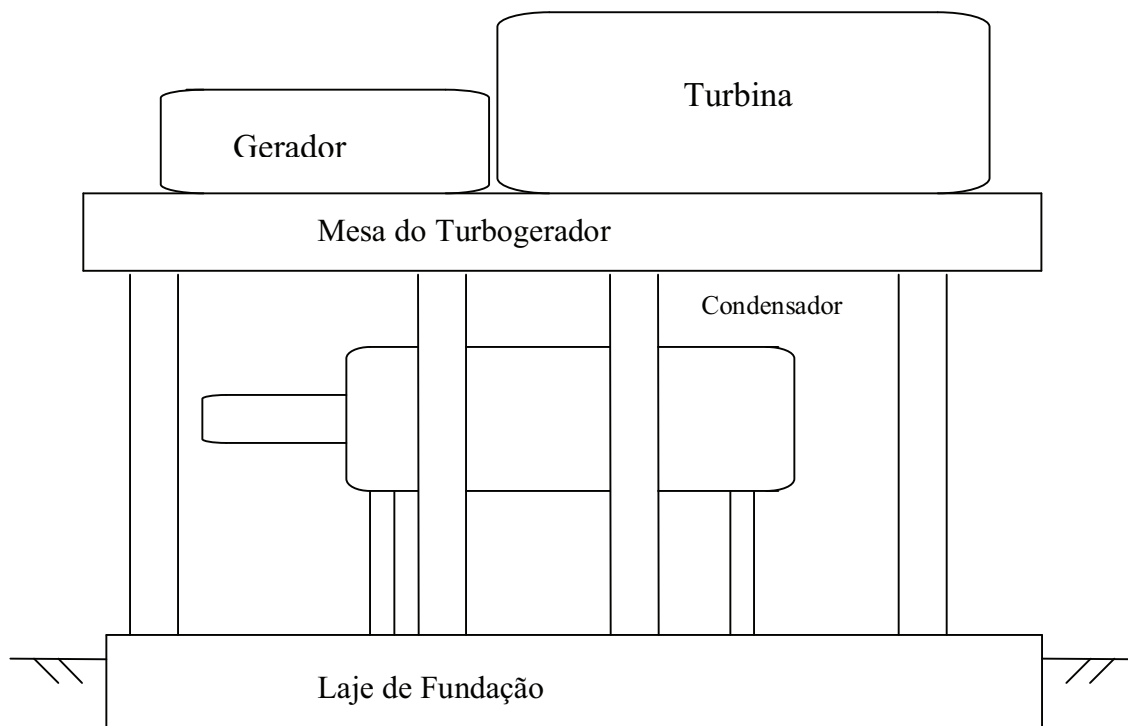 Turbina
Gerador
Mesa do Turbogerador
Condensador
Laje de Fundação